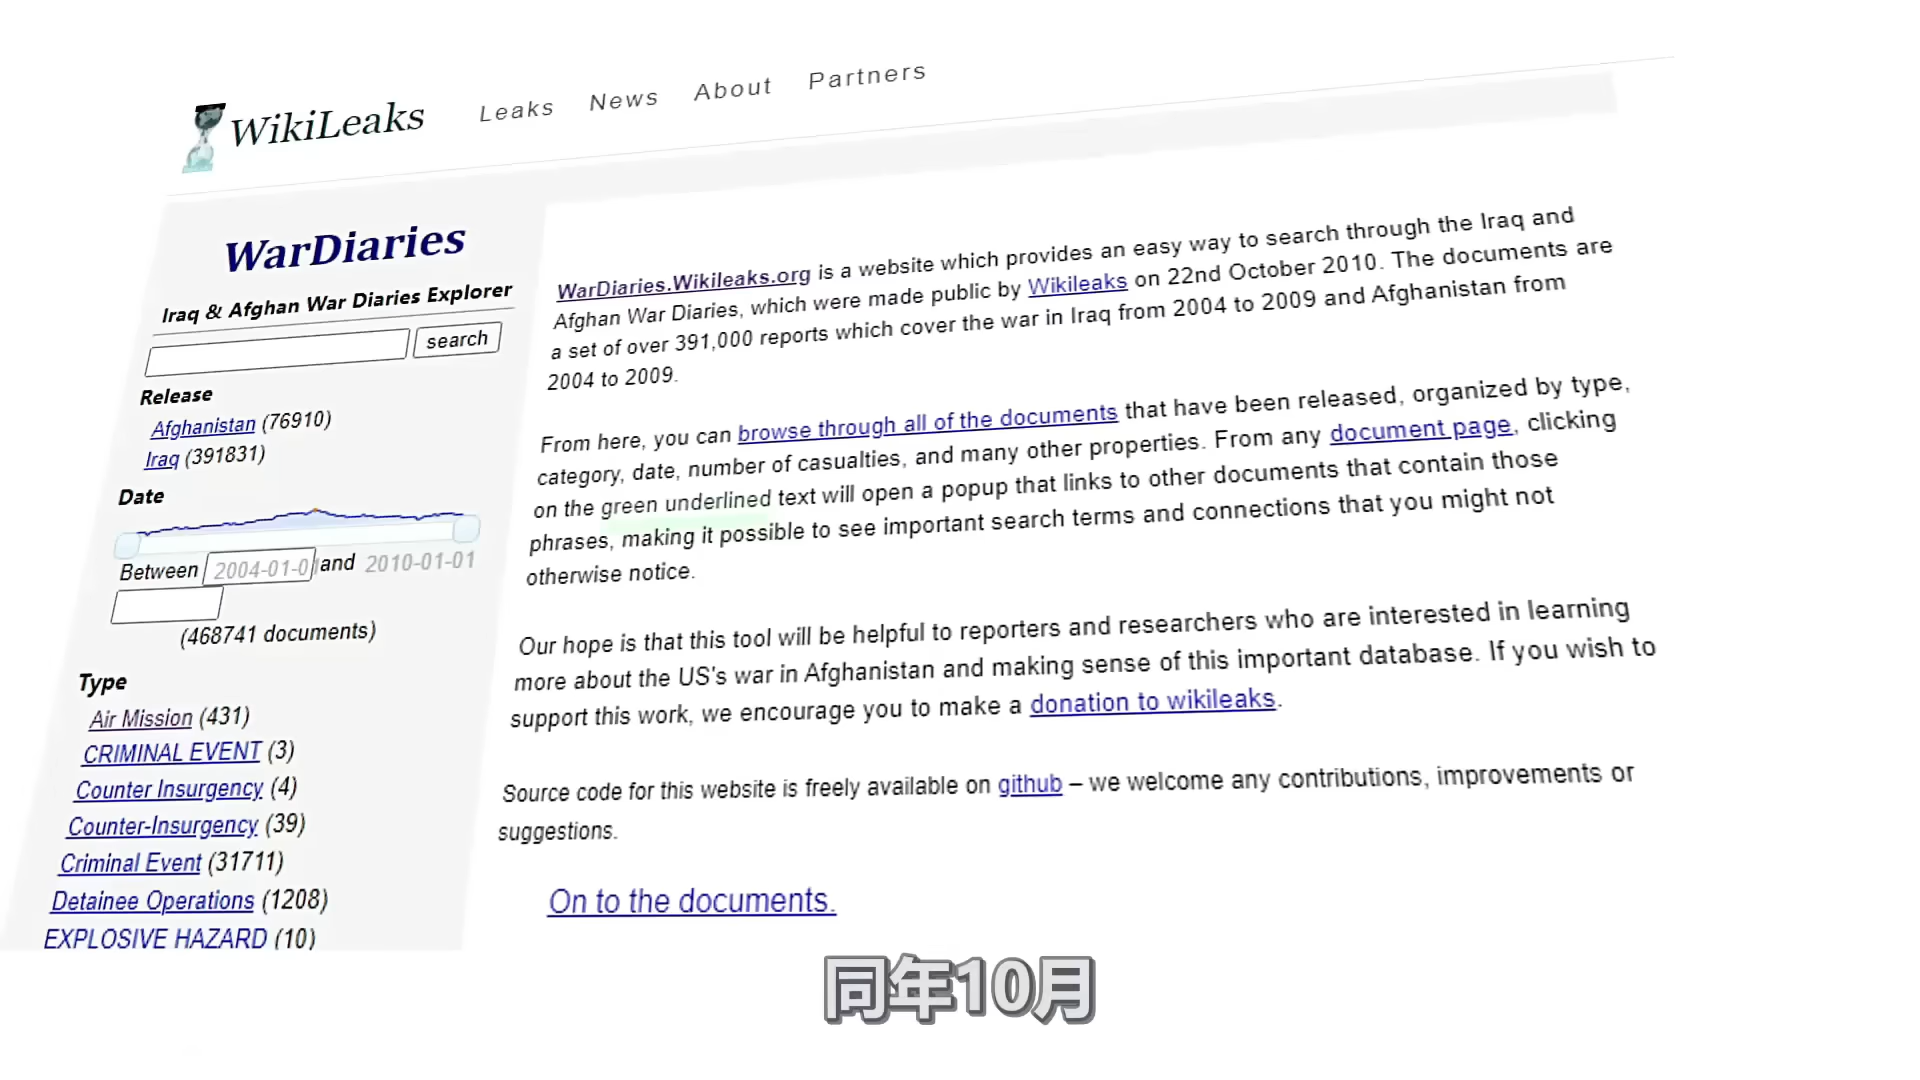 WikiLeaks Leaks News About Partners
WarDiaries
Iraq & Afghan War Diaries Explorer
search
Release
Afghanistan (76910)
Iraq (391831)
Date
Between 2004-01-0 and 2010-01-01
(468741 documents)
Type
Air Mission (431)
CRIMINAL EVENT (3)
Counter Insurgency (4)
Counter-Insurgency (39)
Criminal Event (31711)
Detainee Operations (1208)
EXPLOSIVE HAZARD (10)
WarDiaries.Wikileaks.org is a website which provides an easy way to search through the Iraq and
Afghan War Diaries, which were made public by Wikileaks on 22nd October 2010. The documents are
a set of over 391,000 reports which cover the war in Iraq from 2004 to 2009 and Afghanistan from
2004 to 2009.
From here, you can browse through all of the documents that have been released, organized by type,
category, date, number of casualties, and many other properties. From any document page, clicking
on the green underlined text will open a popup that links to other documents that contain those
phrases, making it possible to see important search terms and connections that you might not
otherwise notice.
Our hope is that this tool will be helpful to reporters and researchers who are interested in learning
more about the US's war in Afghanistan and making sense of this important database. If you wish to
support this work, we encourage you to make a donation to wikileaks.
Source code for this website is freely available on github – we welcome any contributions, improvements or
suggestions.
On to the documents.
同年10月